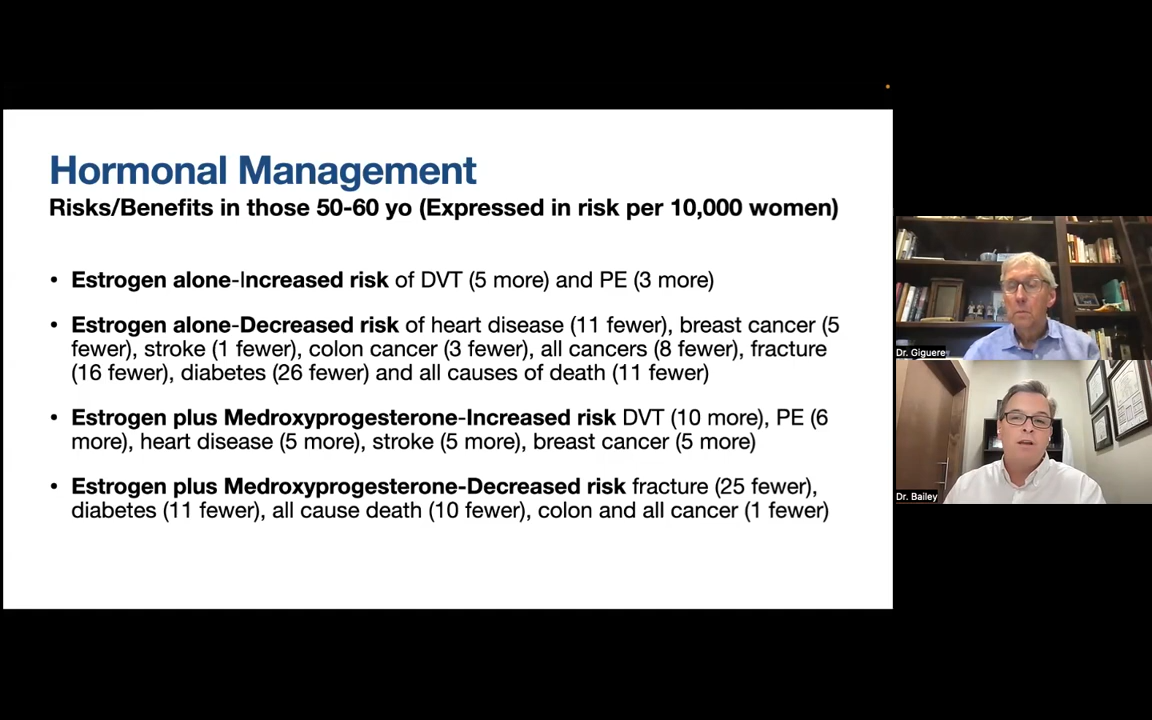 Hormonal Management
Risks/Benefits in those 50-60 yo (Expressed in risk per 10,000 women)
• Estrogen alone-Increased risk of DVT (5 more) and PE (3 more)
• Estrogen alone-Decreased risk of heart disease (11 fewer), breast cancer (5
fewer), stroke (1 fewer), colon cancer (3 fewer), all cancers (8 fewer), fracture
(16 fewer), diabetes (26 fewer) and all causes of death (11 fewer)
• Estrogen plus Medroxyprogesterone-Increased risk DVT (10 more), PE (6
more), heart disease (5 more), stroke (5 more), breast cancer (5 more)
• Estrogen plus Medroxyprogesterone-Decreased risk fracture (25 fewer),
diabetes (11 fewer), all cause death (10 fewer), colon and all cancer (1 fewer)
Dr. Giguere
Dr. Bailey